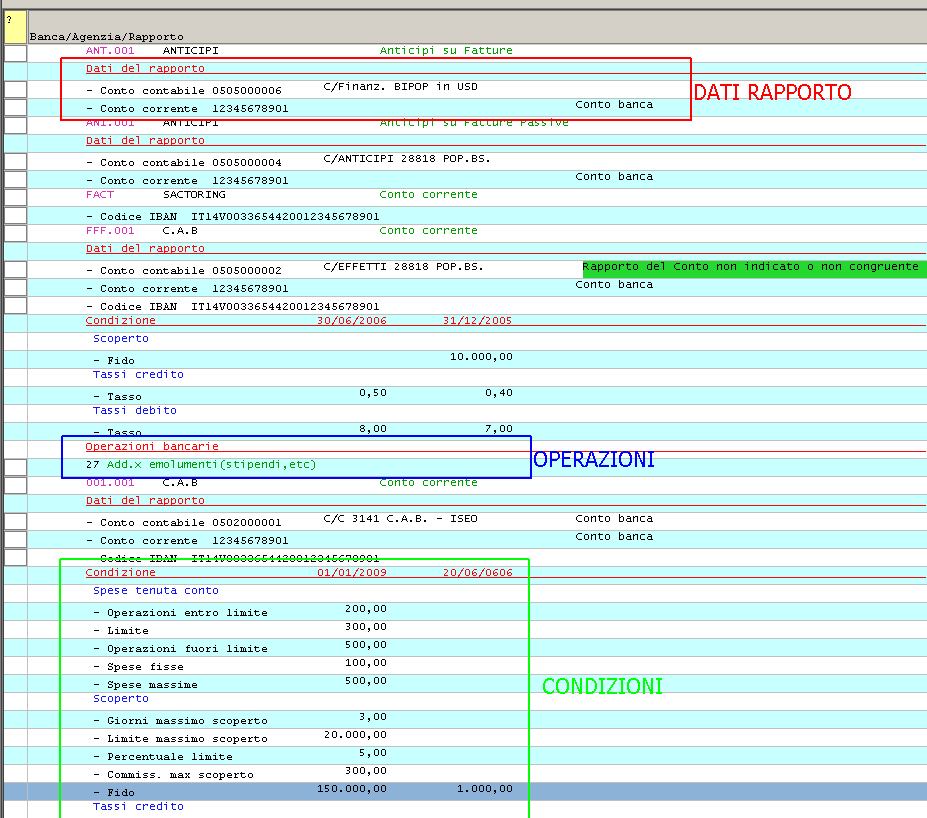 ?
Banca/Agenzia/Rapporto
ANT.001 ANTICIPI Anticipi su Fatture
Dati del rapporto
- Conto contabile 0505000006 C/Finanz. BIPOP in USD
DATI RAPPORTO
- Conto corrente 12345678901 Conto banca
AN1.001 ANTICIPI Anticipi su Fatture Passive
Dati del rapporto
- Conto contabile 0505000004 C/ANTICIPI 28818 POP.BS.
- Conto corrente 12345678901 Conto banca
FACT SACTORING Conto corrente
- Codice IBAN IT14V0033654420012345678901
FFF.001 C.A.B Conto corrente
Dati del rapporto
- Conto contabile 0505000002 C/EFFETTI 28818 POP.BS. Rapporto del Conto non indicato o non congruente
- Conto corrente 12345678901 Conto banca
- Codice IBAN IT14V0033654420012345678901
Condizione 30/06/2006 31/12/2005
Scoperto
- Fido 10.000,00
Tassi credito
- Tasso 0,50 0,40
Tassi debito
- Tasso 8,00 7,00
Operazioni bancarie
OPERAZIONI
27 Add.x emolumenti(stipendi,etc)
001.001 C.A.B Conto corrente
Dati del rapporto
- Conto contabile 0502000001 C/C 3141 C.A.B. - ISEO Conto banca
- Conto corrente 12345678901 Conto banca
- Codice IBAN IT14V0033654420012345678901
Condizione 01/01/2009 20/06/0606
Spese tenuta conto
- Operazioni entro limite 200,00
- Limite 300,00
- Operazioni fuori limite 500,00
- Spese fisse 100,00
- Spese massime 500,00
CONDIZIONI
Scoperto
- Giorni massimo scoperto 3,00
- Limite massimo scoperto 20.000,00
- Percentuale limite 5,00
- Commiss. max scoperto 300,00
- Fido 150.000,00 1.000,00
Tassi credito